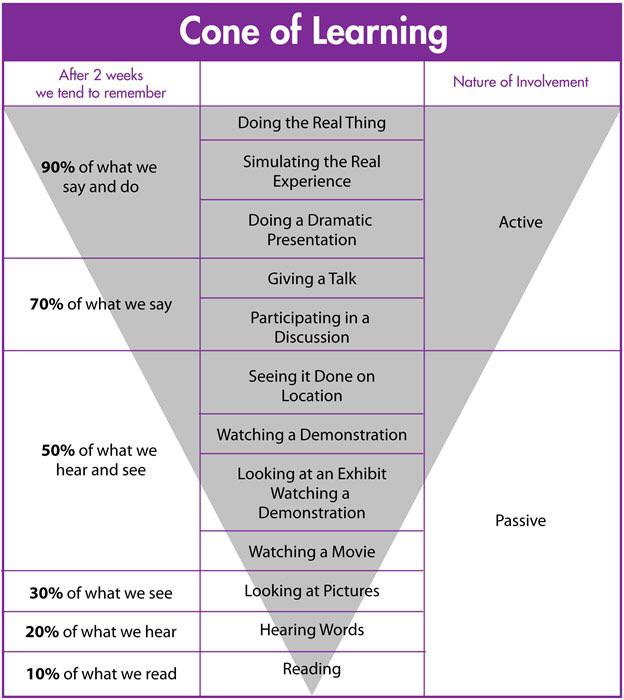 Cone of Learning
After 2 weeks
we tend to remember
Nature of Involvement
90% of what we
say and do
Doing the Real Thing
Simulating the Real
Experience
Doing a Dramatic
Presentation
Active
70% of what we say
Giving a Talk
Participating in a
Discussion
50% of what we
hear and see
Seeing it Done on
Location
Watching a Demonstration
Looking at an Exhibit
Watching a
Demonstration
Watching a Movie
Passive
30% of what we see
Looking at Pictures
20% of what we hear
Hearing Words
10% of what we read
Reading